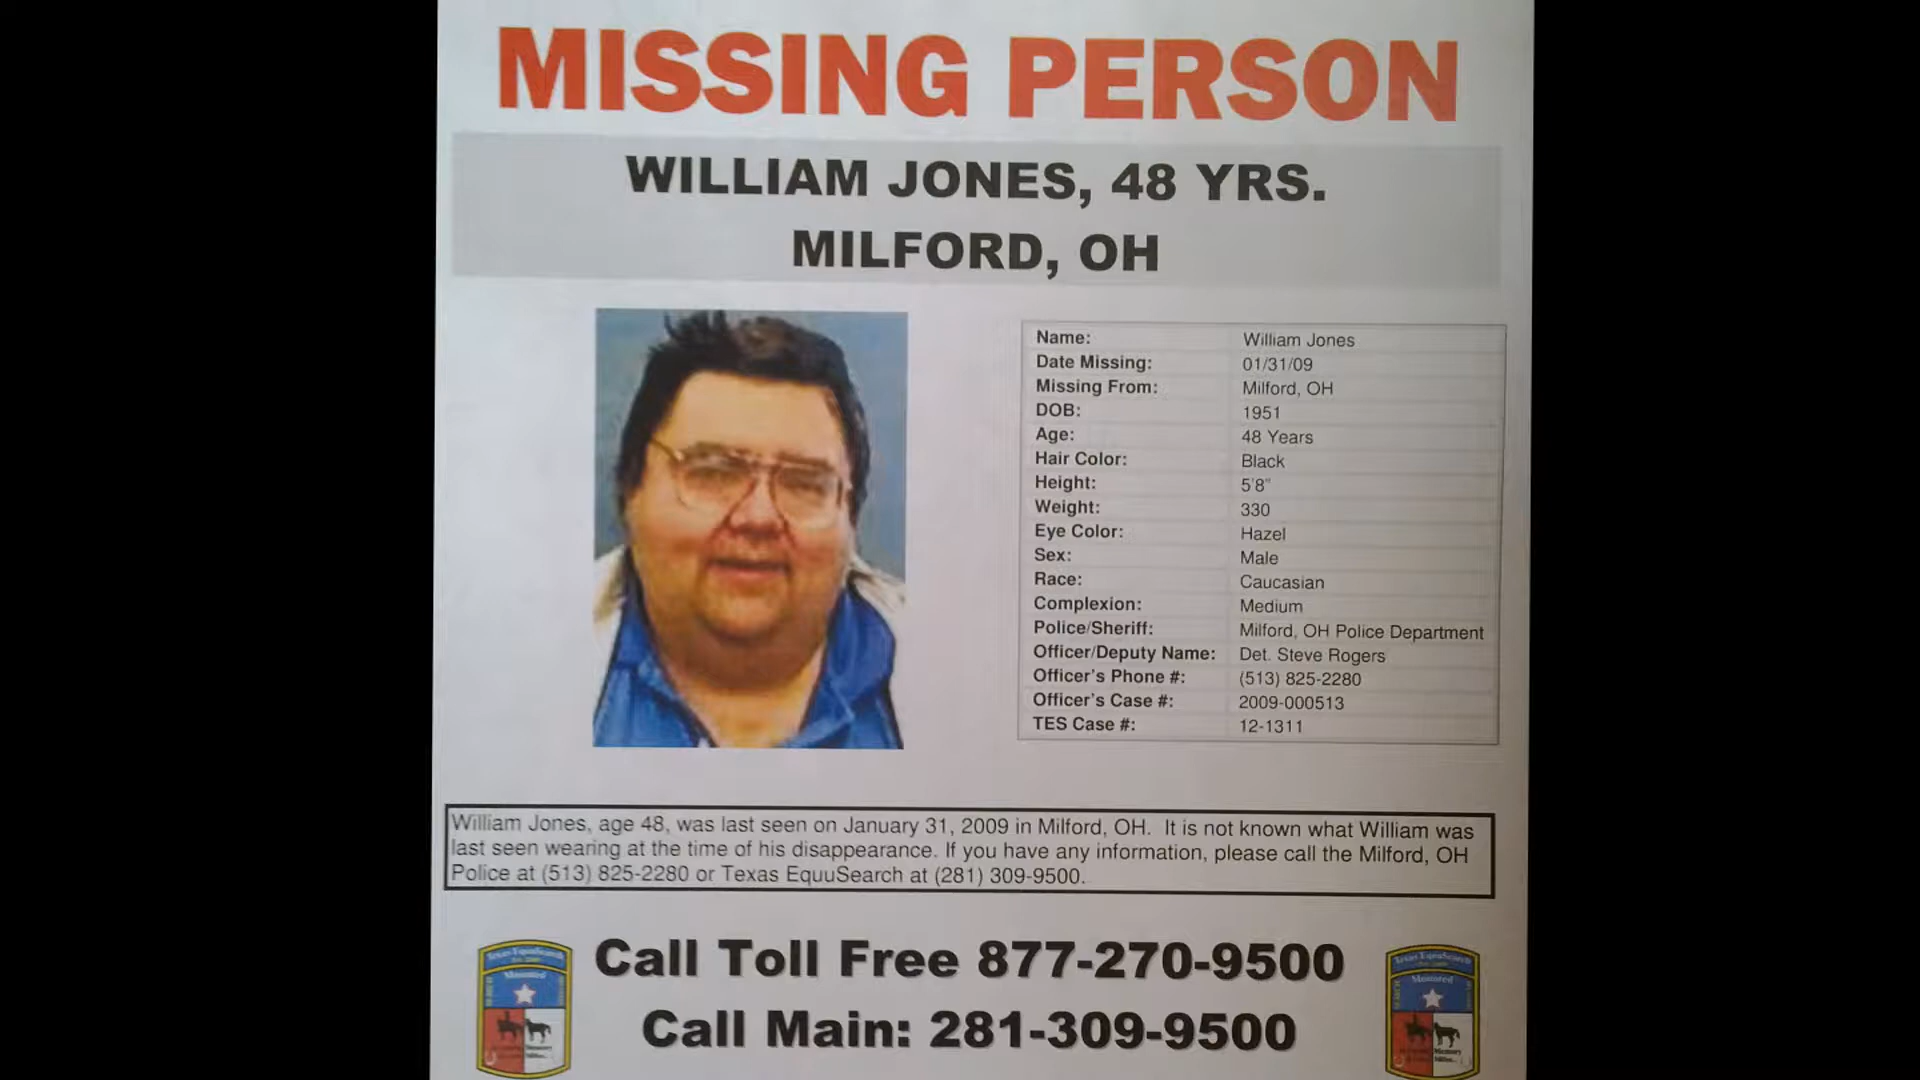 MISSING PERSON
WILLIAM JONES, 48 YRS.
MILFORD, OH
Name: William Jones
Date Missing: 01/31/09
Missing From: Milford, OH
DOB: 1951
Age: 48 Years
Hair Color: Black
Height: 5'8"
Weight: 330
Eye Color: Hazel
Sex: Male
Race: Caucasian
Complexion: Medium
Police/Sheriff: Milford, OH Police Department
Officer/Deputy Name: Det. Steve Rogers
Officer's Phone #: (513) 825-2280
Officer's Case #: 2009-000513
TES Case #: 12-1311
William Jones, age 48, was last seen on January 31, 2009 in Milford, OH. It is not known what William was
last seen wearing at the time of his disappearance. If you have any information, please call the Milford, OH
Police at (513) 825-2280 or Texas EquuSearch at (281) 309-9500.
Call Toll Free 877-270-9500
Call Main: 281-309-9500
Texas EquuSearch
Mounted
Texas EquuSearch
Mounted